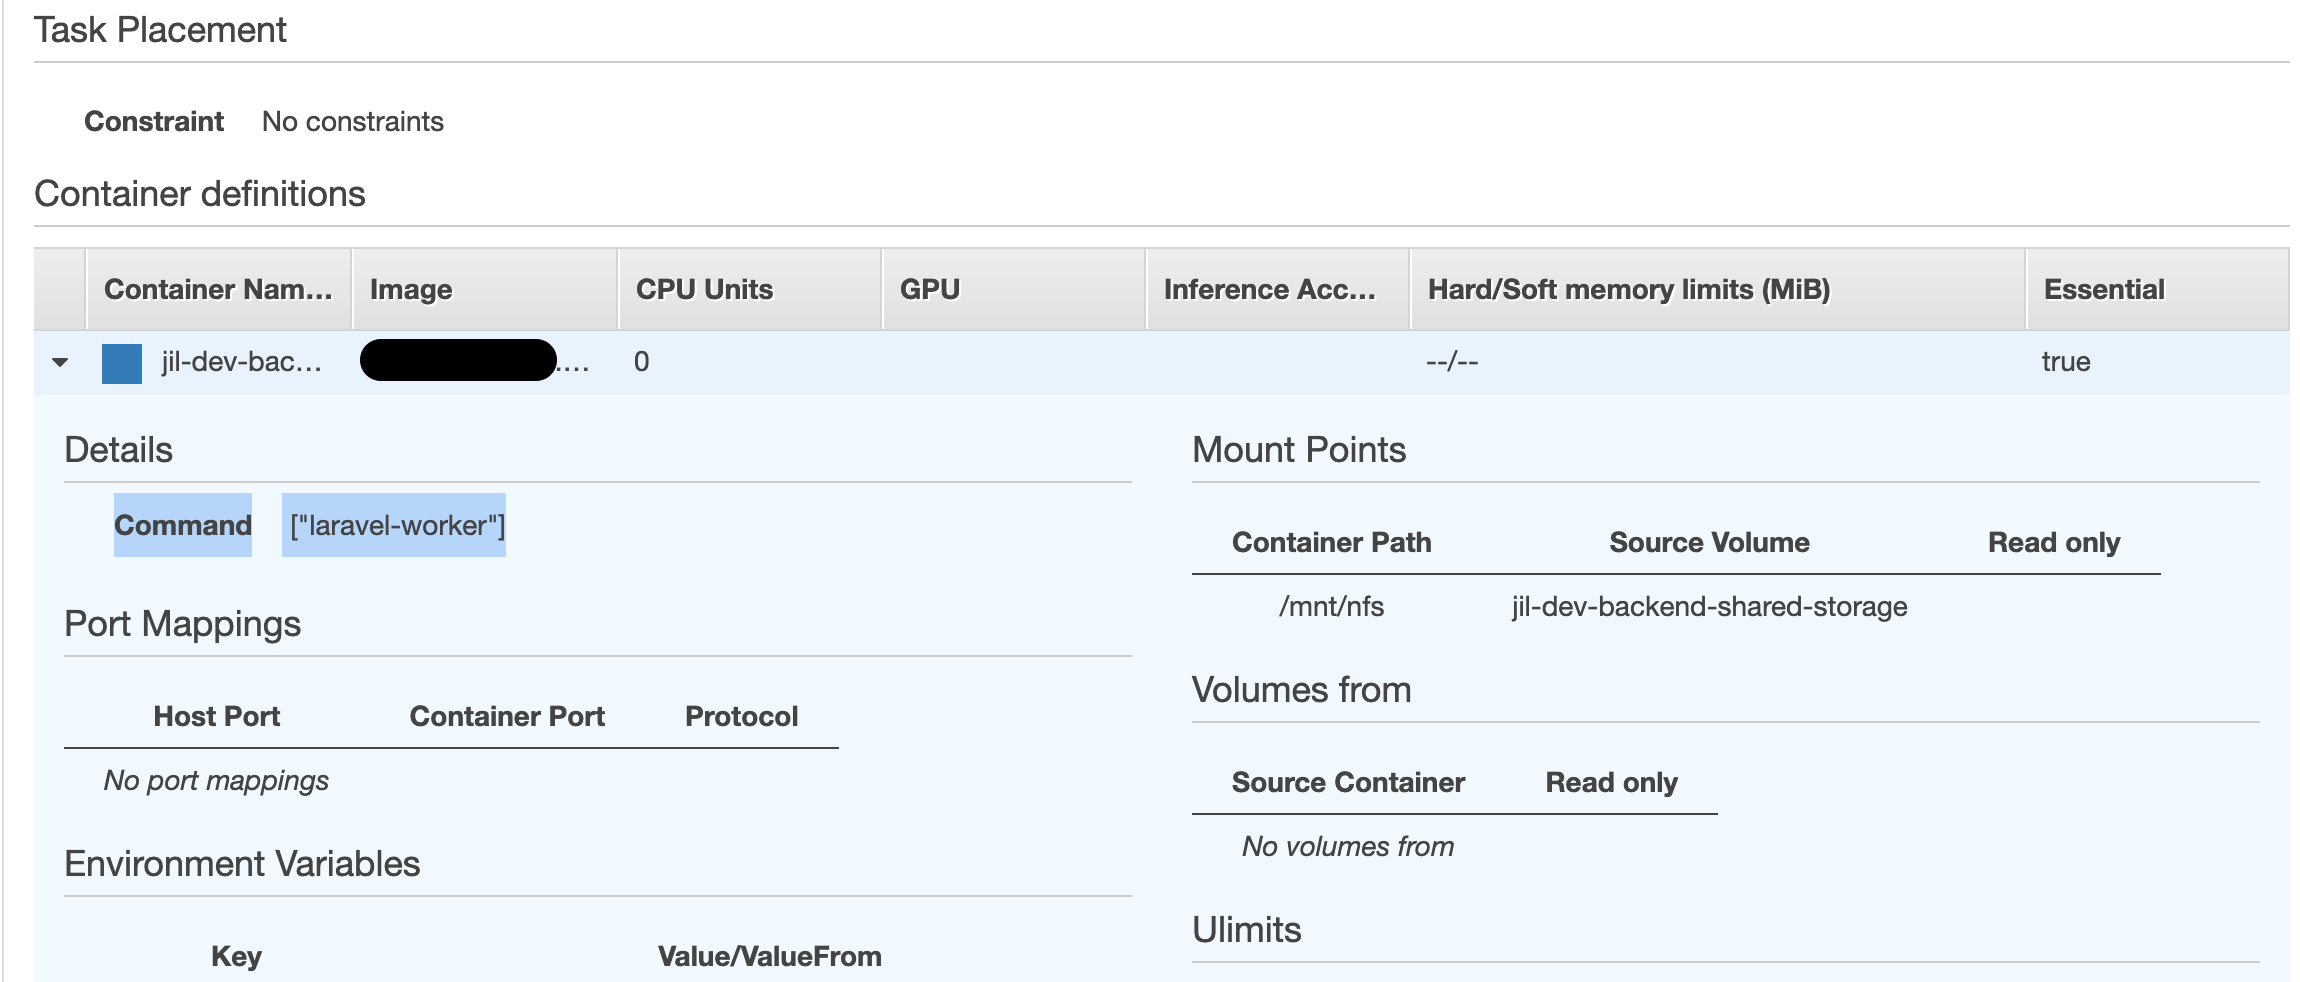 Task Placement
Constraint No constraints
Container definitions
Container Nam... Image CPU Units GPU Inference Acc... Hard/Soft memory limits (MiB) Essential
jil-dev-bac... .... 0 --/-- true
Details
Command ["laravel-worker"]
Port Mappings
Host Port Container Port Protocol
No port mappings
Environment Variables
Key Value/ValueFrom
Mount Points
Container Path Source Volume Read only
/mnt/nfs jil-dev-backend-shared-storage
Volumes from
Source Container Read only
No volumes from
Ulimits